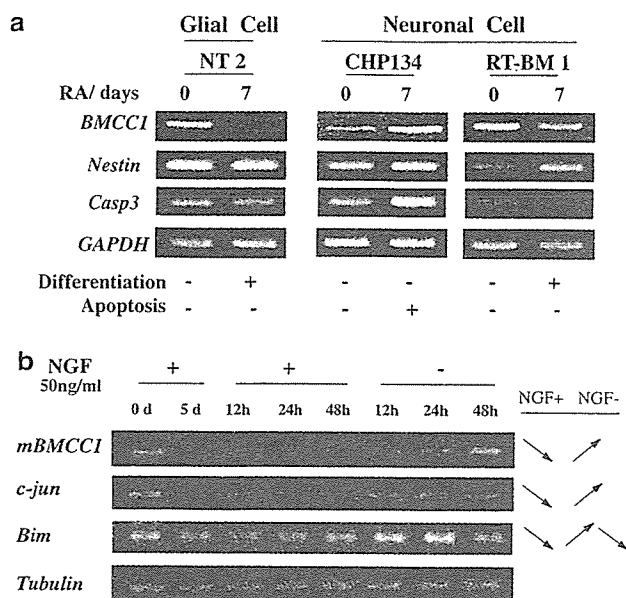 a
Glial Cell Neuronal Cell
NT 2 CHP134 RT-BM 1
RA/ days 0 7 0 7 0 7
BMCC1
Nestin
Casp3
GAPDH
Differentiation - + - - - +
Apoptosis - - - + - -
b
NGF + + -
50ng/ml
NGF+ NGF-
0 d 5 d 12h 24h 48h 12h 24h 48h
mBMCC1
c-jun
Bim
Tubulin